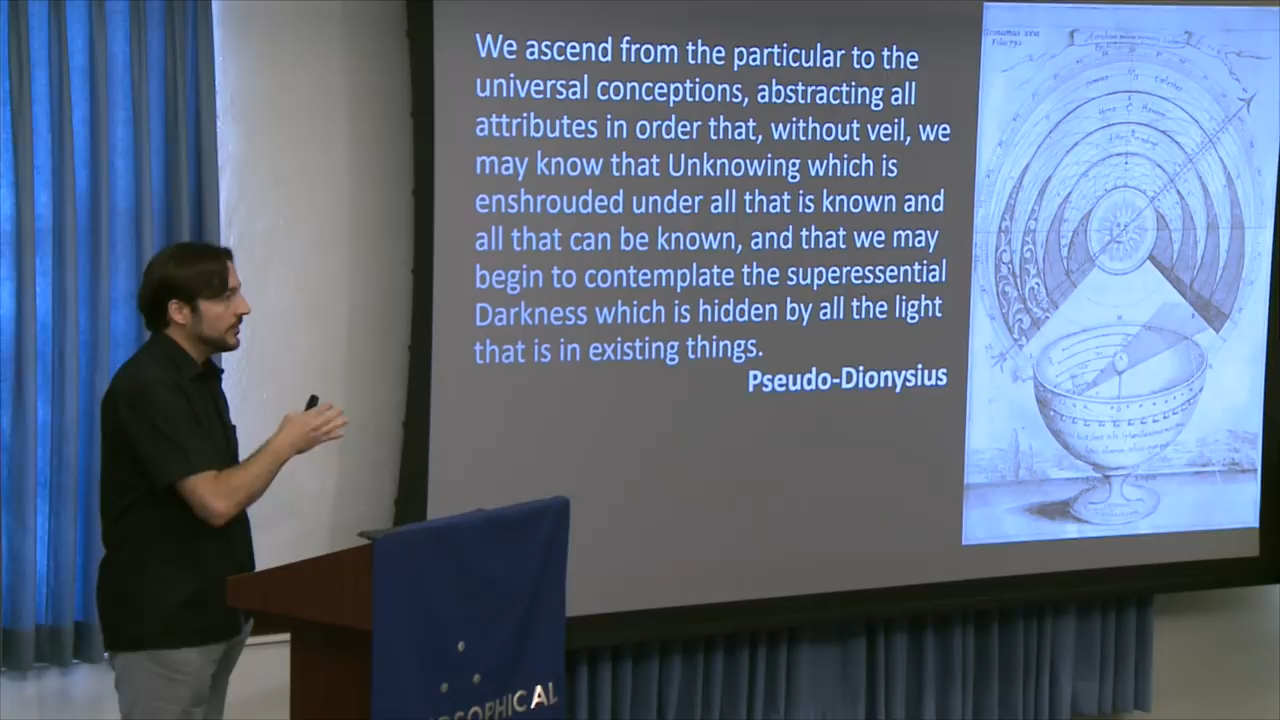 We ascend from the particular to the
universal conceptions, abstracting all
attributes in order that, without veil, we
may know that Unknowing which is
enshrouded under all that is known and
all that can be known, and that we may
begin to contemplate the superessential
Darkness which is hidden by all the light
that is in existing things.
Pseudo-Dionysius
OSOPHICAL